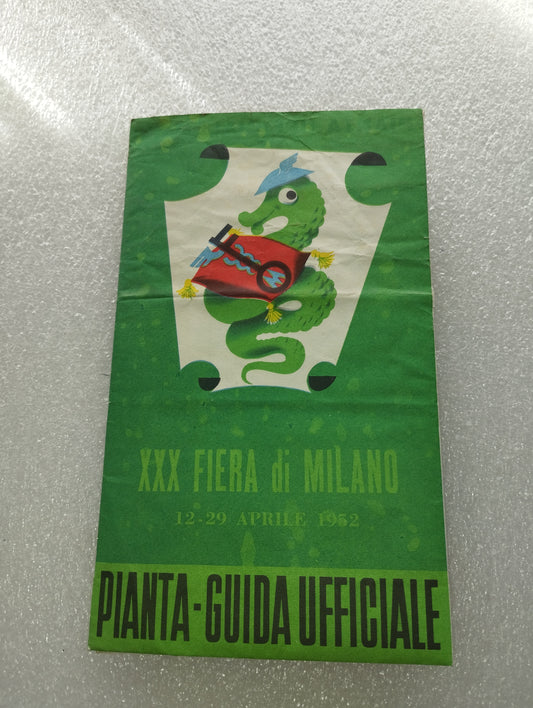 XXX FIERA di MILANO
12-29 APRILE 1952
PIANTA-GUIDA UFFICIALE